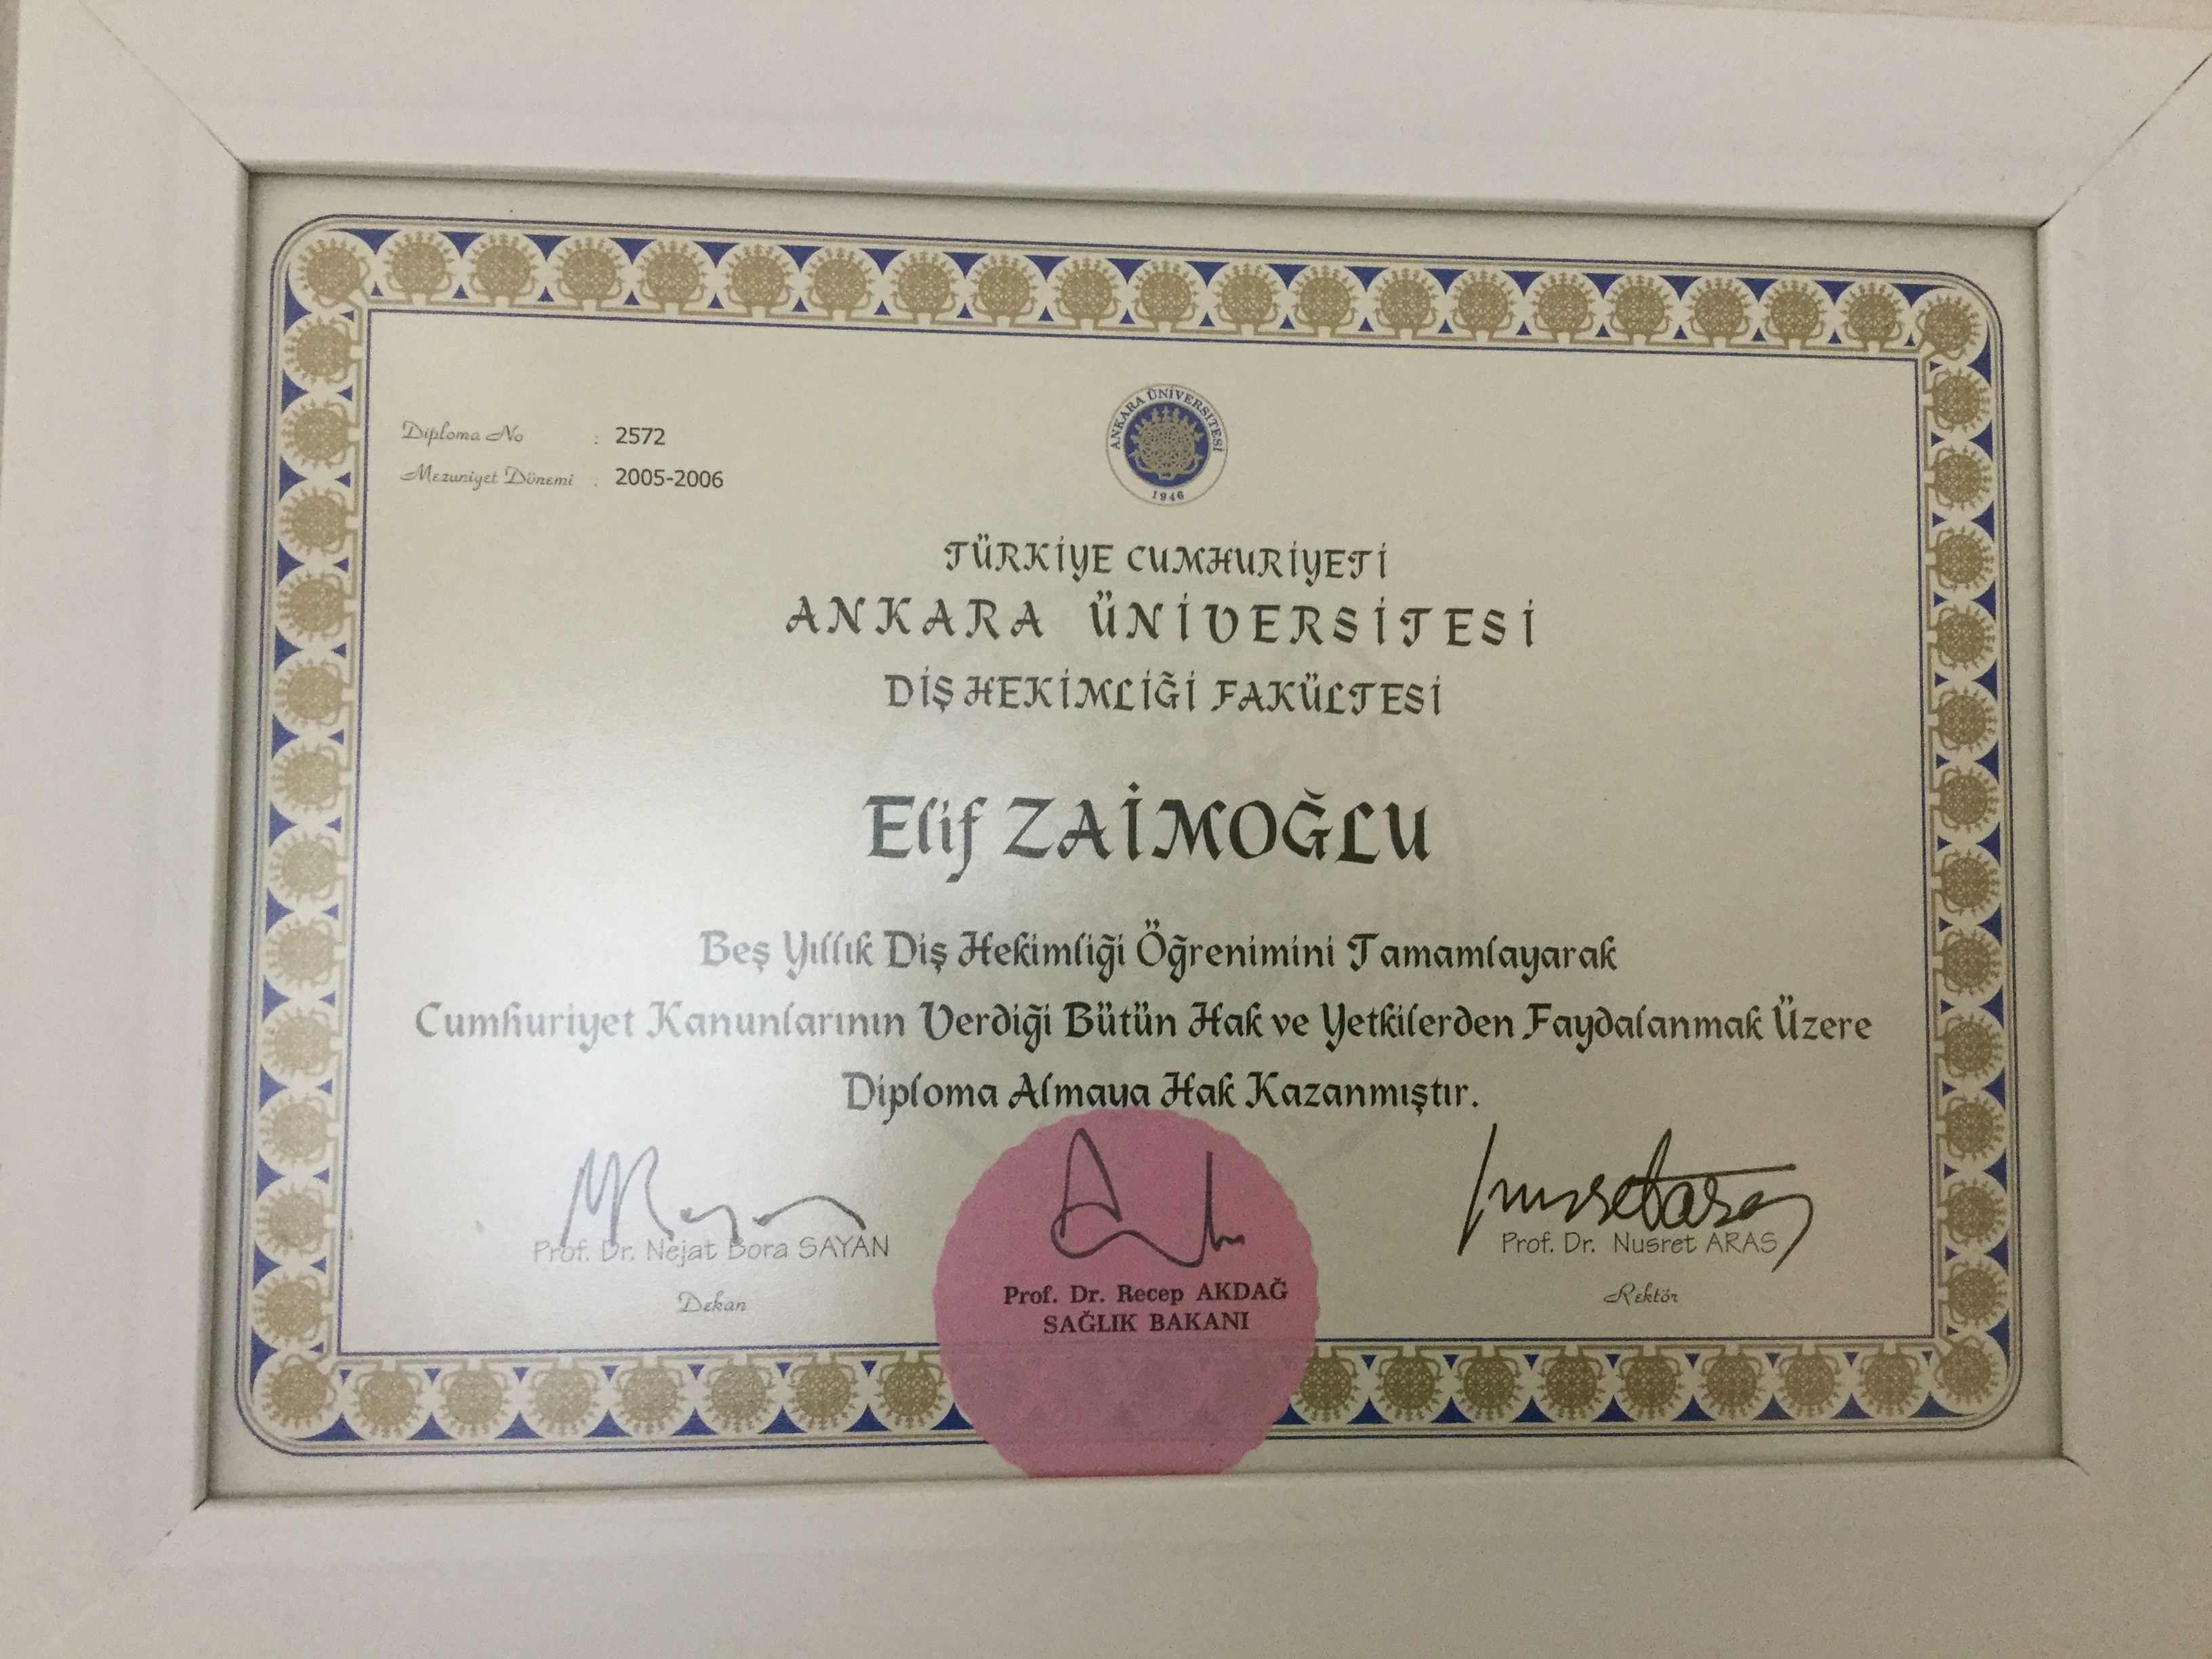 Diploma No : 2572
Mezuniyet Dönemi : 2005-2006
ANKARA ÜNİVERSİTESİ
1946
TÜRKİYE CUMHURİYETİ
ANKARA ÜNİVERSİTESİ
DİŞ HEKİMLİĞİ FAKÜLTESİ
Elif ZAİMOĞLU
Beş Yıllık Diş Hekimliği Öğrenimini Tamamlayarak
Cumhuriyet Kanunlarının Verdiği Bütün Hak ve Yetkilerden Faydalanmak Üzere
Diploma Almaya Hak Kazanmıştır.
Prof. Dr. Nejat Bora SAYAN
Dekan
Prof. Dr. Recep AKDAĞ
SAĞLIK BAKANI
Prof. Dr. Nusret ARAS
Rektör